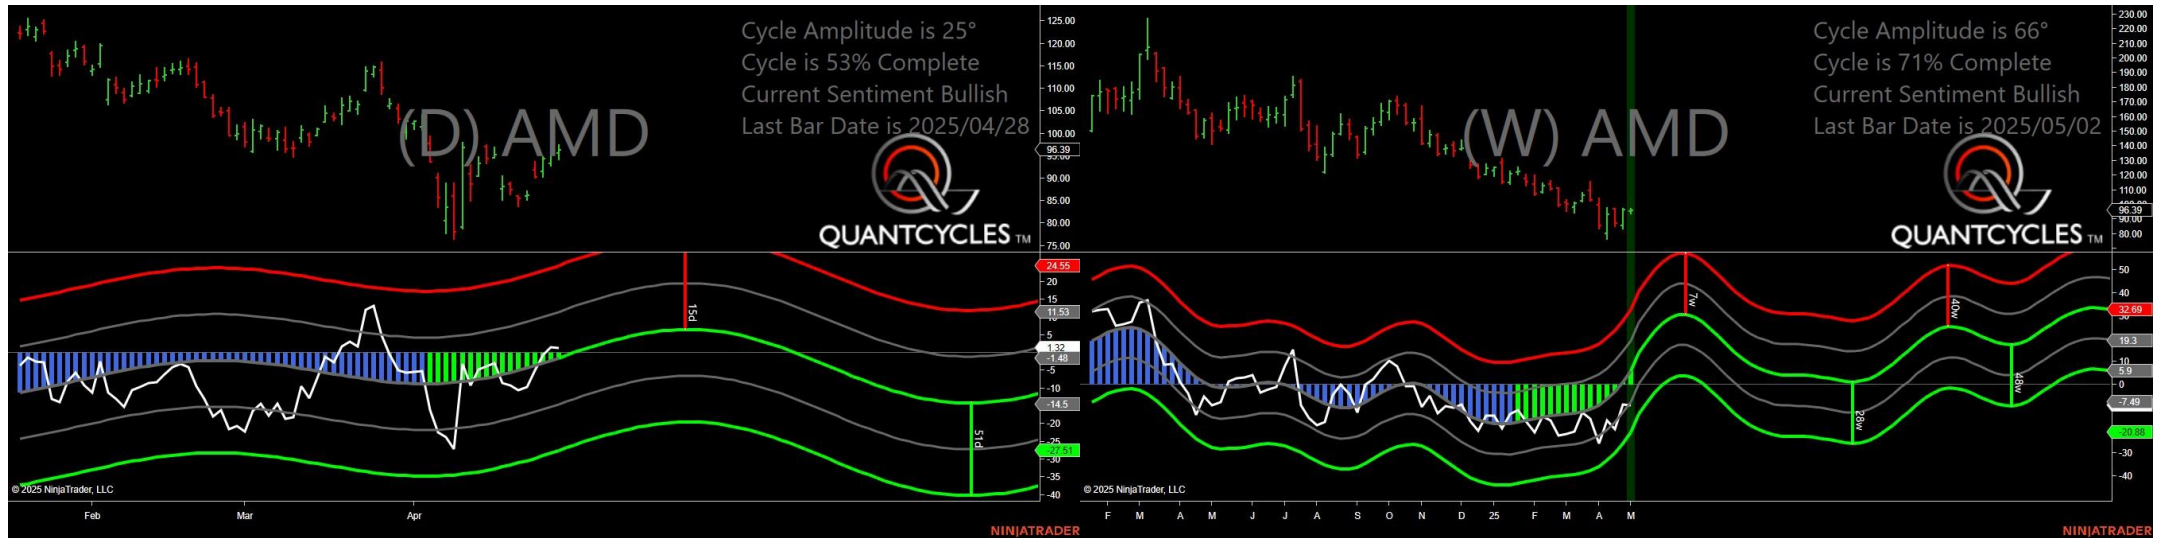 Cycle Amplitude is 25°
Cycle is 53% Complete
Current Sentiment Bullish
Last Bar Date is 2025/04/28
(D) AMD
QUANTCYCLES TM
125.00
120.00
115.00
110.00
105.00
100.00
96.39
95.00
90.00
85.00
80.00
75.00
24.55
20
15
11.53
5
1.32
-1.48
-5
-10
-14.5
-20
-25
-27.51
-30
-35
-40
15d
51d
© 2025 NinjaTrader, LLC
Feb Mar Apr
NINJATRADER
Cycle Amplitude is 66°
Cycle is 71% Complete
Current Sentiment Bullish
Last Bar Date is 2025/05/02
(W) AMD
QUANTCYCLES TM
230.00
220.00
210.00
200.00
190.00
180.00
170.00
160.00
150.00
140.00
130.00
120.00
110.00
96.39
90.00
80.00
50
40
32.69
19.3
10
5.9
0
-7.49
-20.88
-30
-40
7w
40w
28w
48w
© 2025 NinjaTrader, LLC
F M A M J J A S O N D 25 F M A M
NINJATRADER